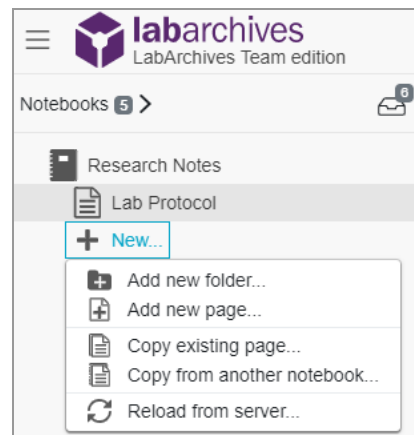 labarchives
LabArchives Team edition
Notebooks 5
6
Research Notes
Lab Protocol
New...
Add new folder...
Add new page...
Copy existing page...
Copy from another notebook...
Reload from server...